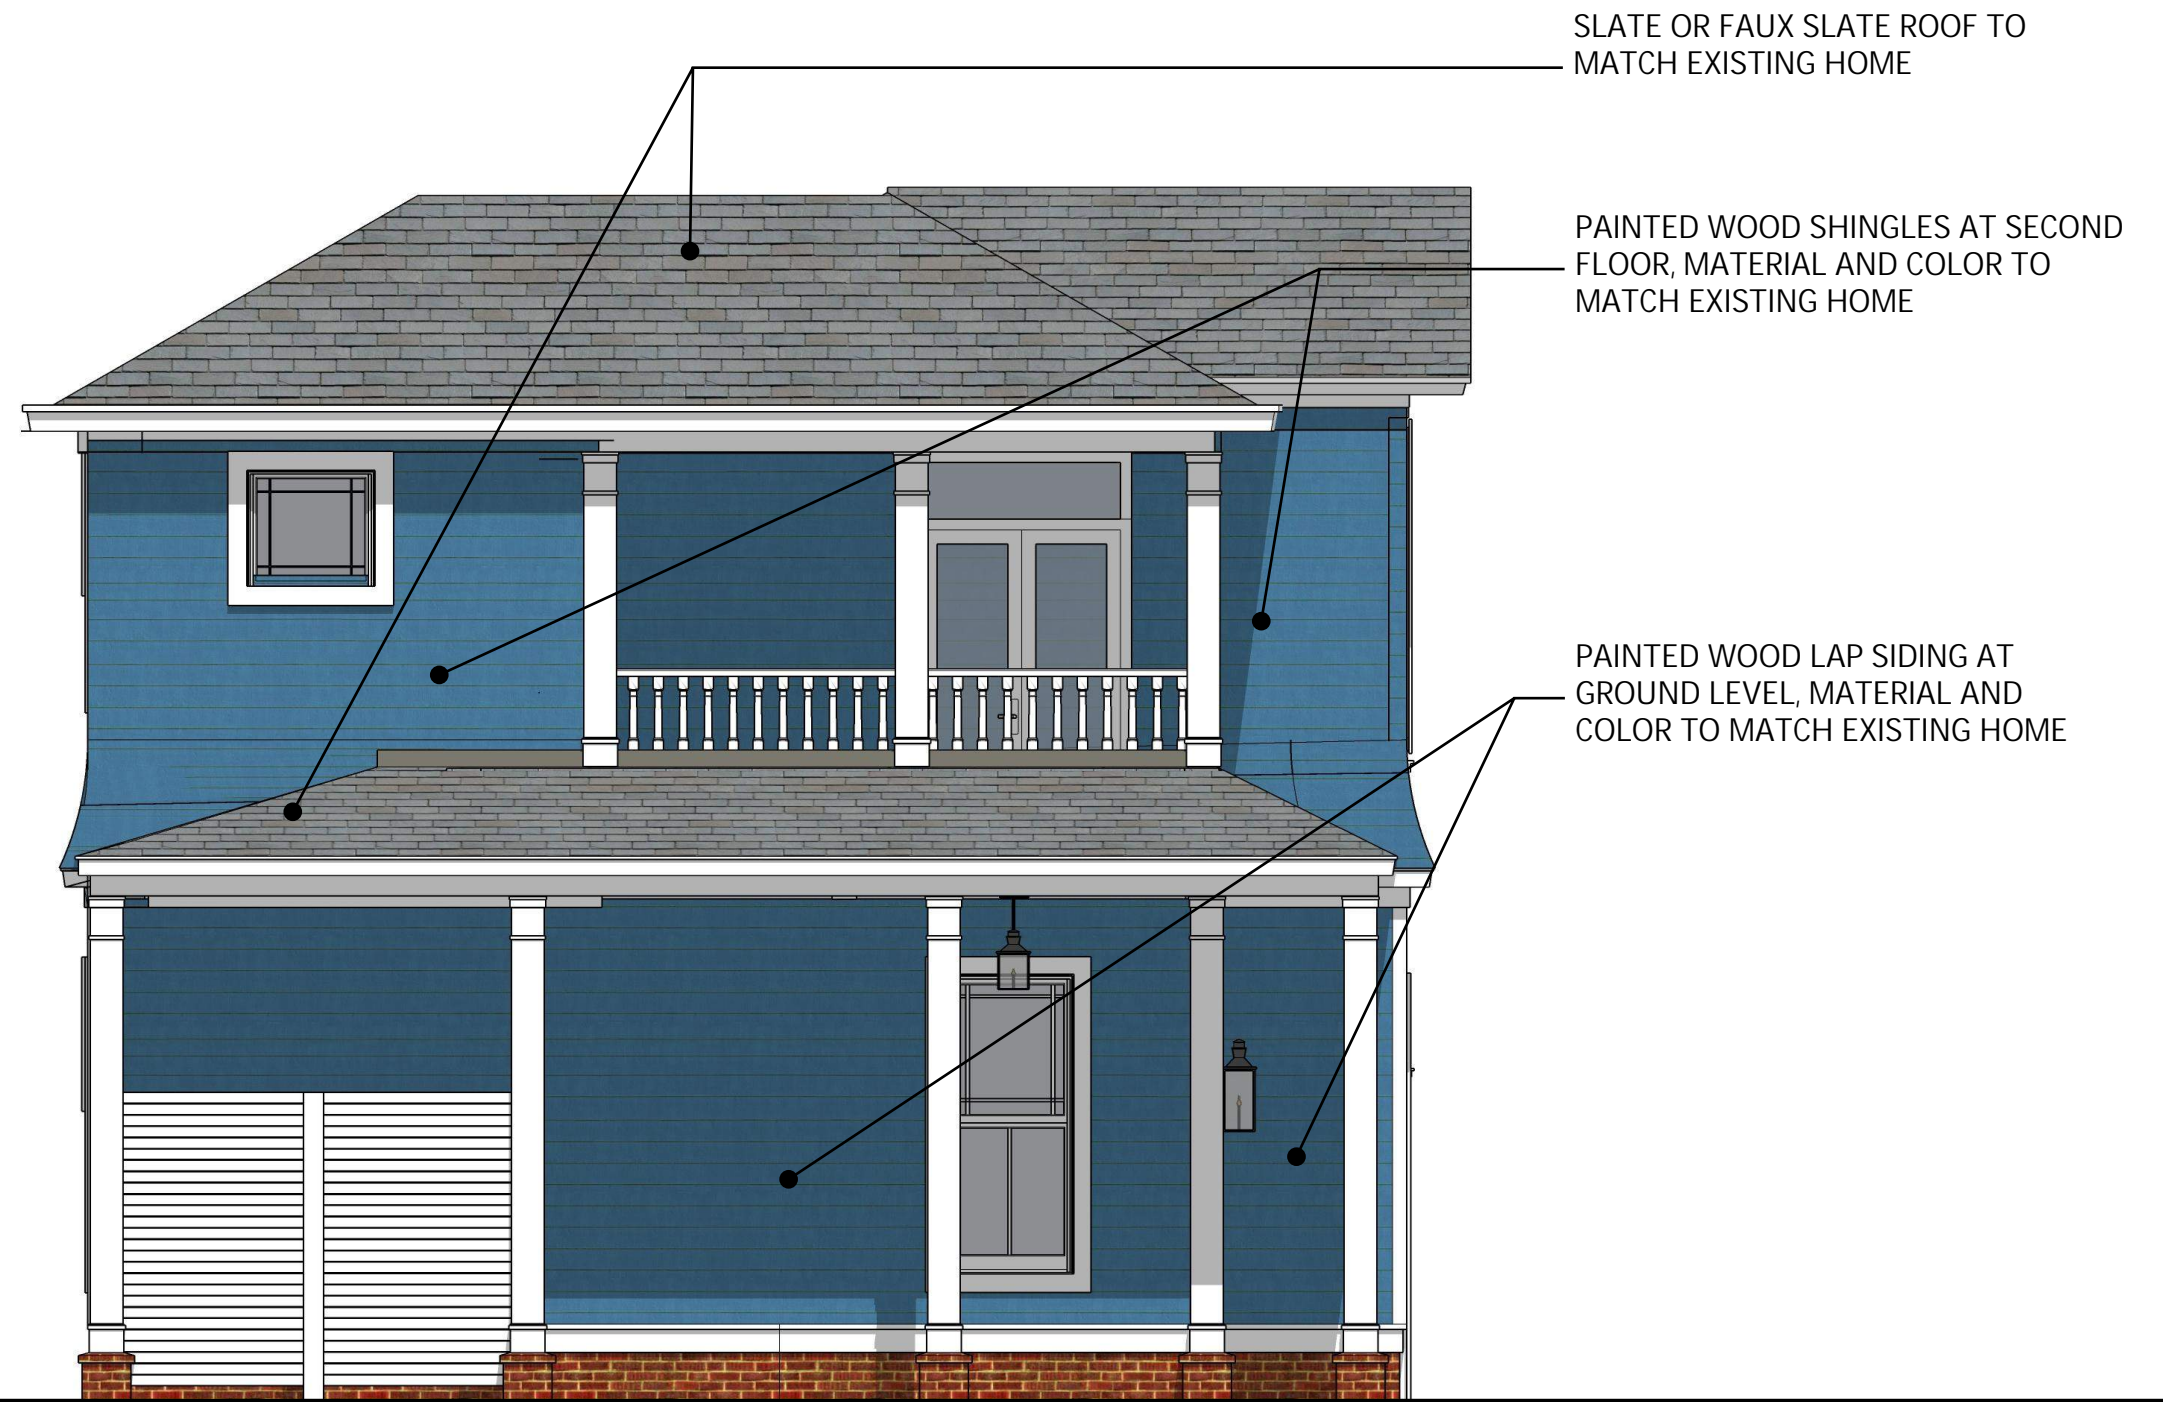 SLATE OR FAUX SLATE ROOF TO
MATCH EXISTING HOME
PAINTED WOOD SHINGLES AT SECOND
FLOOR, MATERIAL AND COLOR TO
MATCH EXISTING HOME
PAINTED WOOD LAP SIDING AT
GROUND LEVEL, MATERIAL AND
COLOR TO MATCH EXISTING HOME